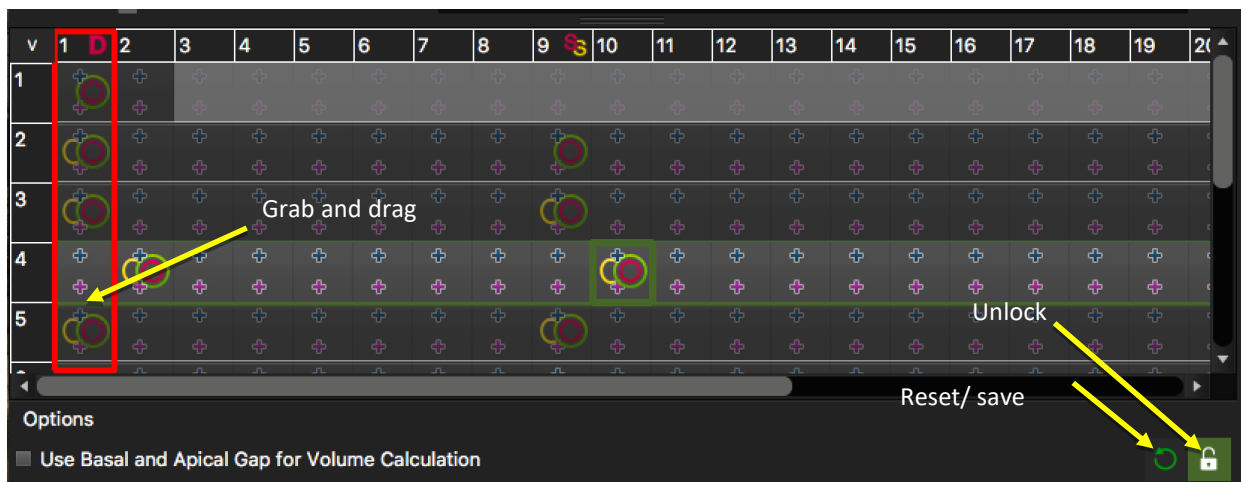 v 1 D 2 3 4 5 6 7 8 9 SS 10 11 12 13 14 15 16 17 18 19
1
2
3
Grab and drag
4
Unlock
5
Reset/ save
Options
Use Basal and Apical Gap for Volume Calculation